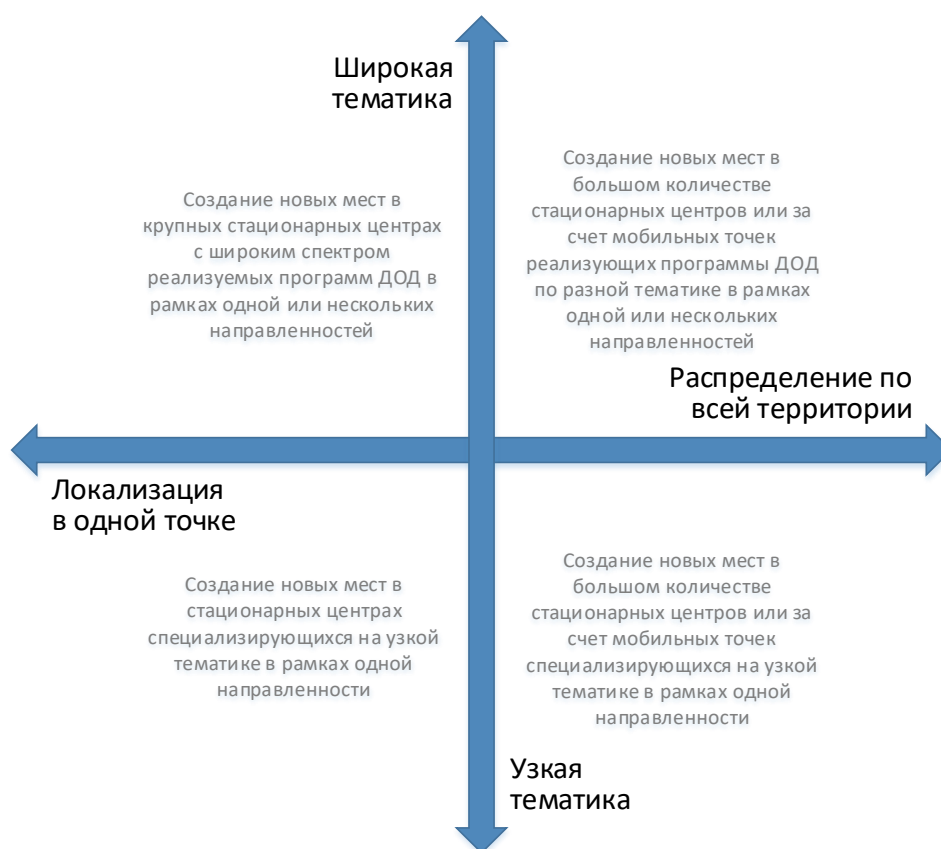 Широкая
тематика
Создание новых мест в
крупных стационарных центрах
с широким спектром
реализуемых программ ДОД в
рамках одной или нескольких
направленностей
Создание новых мест в
большом количестве
стационарных центров или за
счет мобильных точек
реализующих программы ДОД
по разной тематике в рамках
одной или нескольких
направленностей
Распределение по
всей территории
Локализация
в одной точке
Создание новых мест в
стационарных центрах
специализирующихся на узкой
тематике в рамках одной
направленности
Создание новых мест в
большом количестве
стационарных центров или за
счет мобильных точек
специализирующихся на узкой
тематике в рамках одной
направленности
Узкая
тематика